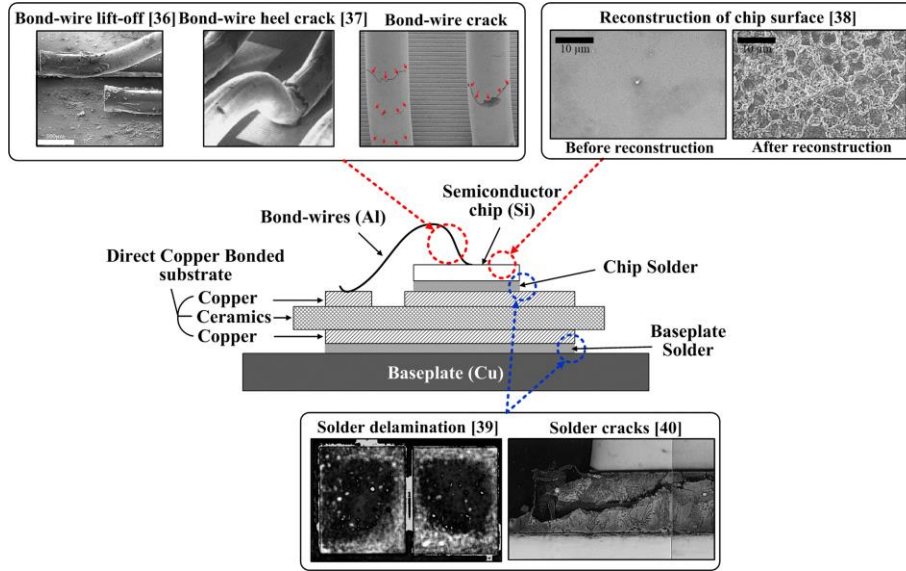 Bond-wire lift-off [36]
Bond-wire heel crack [37]
Bond-wire crack
Reconstruction of chip surface [38]
10 μm
10 μm
Before reconstruction
After reconstruction
Semiconductor
chip (Si)
Bond-wires (Al)
Direct Copper Bonded
substrate
Chip Solder
Copper
Ceramics
Copper
Baseplate
Solder
Baseplate (Cu)
Solder delamination [39]
Solder cracks [40]